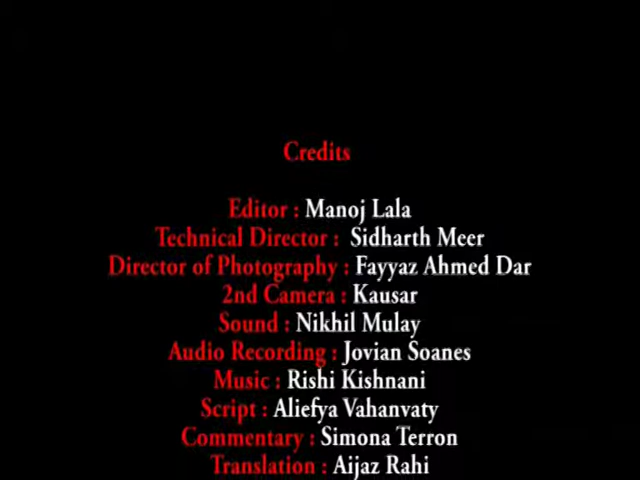 Credits
Editor : Manoj Lala
Technical Director : Sidharth Meer
Director of Photography : Fayyaz Ahmed Dar
2nd Camera : Kausar
Sound : Nikhil Mulay
Audio Recording : Jovian Soanes
Music : Rishi Kishnani
Script : Aliefya Vahanvaty
Commentary : Simona Terron
Translation : Aijaz Rahi